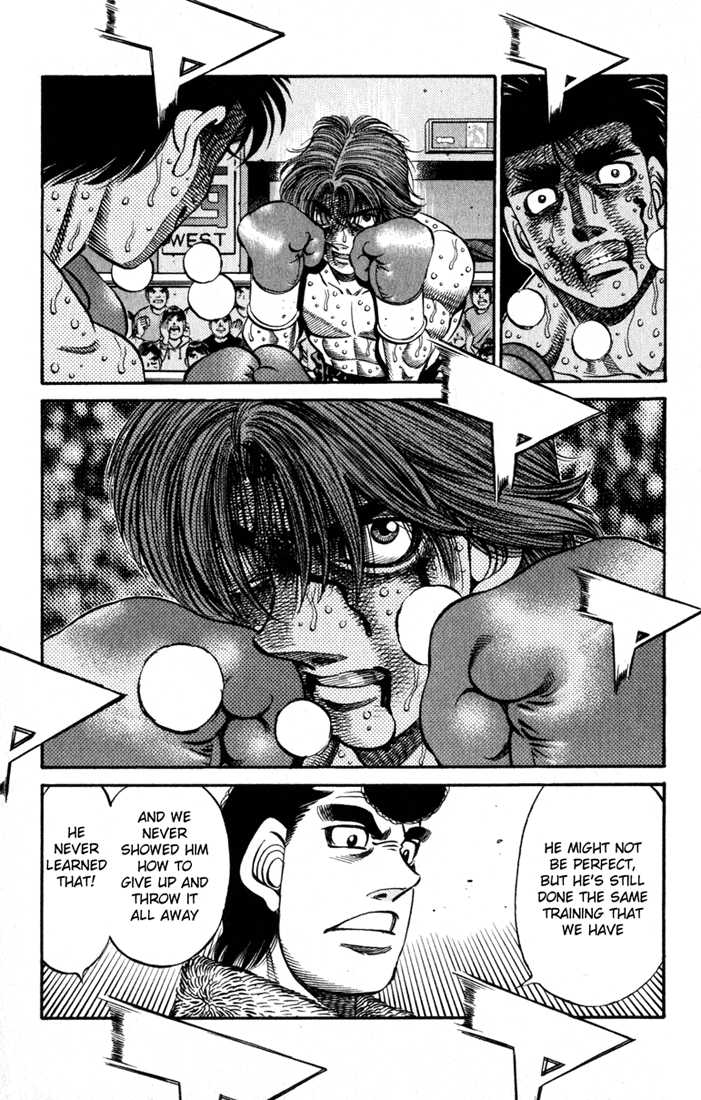 WEST
HE MIGHT NOT
BE PERFECT,
BUT HE'S STILL
DONE THE SAME
TRAINING THAT
WE HAVE
AND WE
NEVER
SHOWED HIM
HOW TO
GIVE UP AND
THROW IT
ALL AWAY
HE
NEVER
LEARNED
THAT!